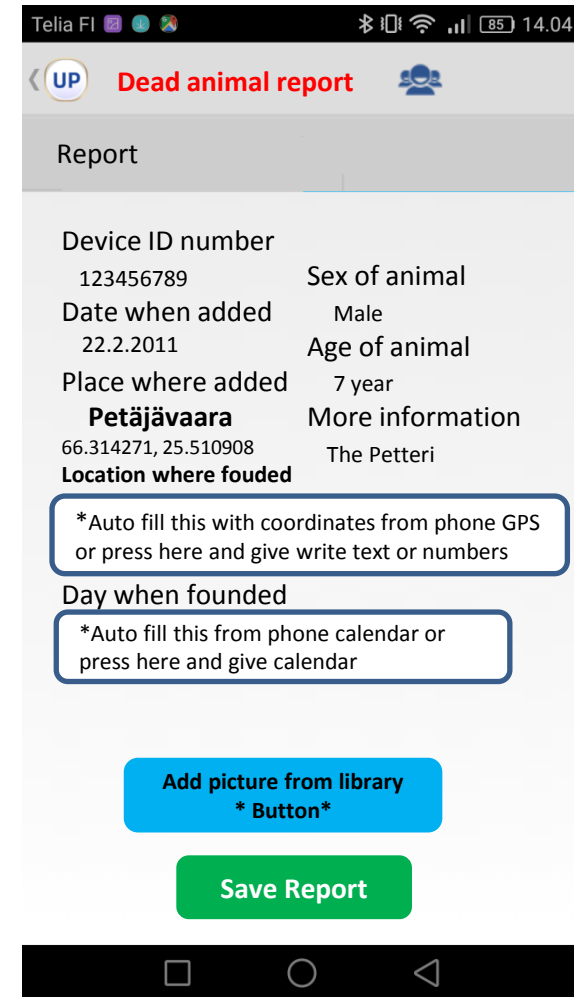 Telia FI 85 14.04
UP Dead animal report
Report
Device ID number
123456789
Date when added
22.2.2011
Place where added
Petäjävaara
66.314271, 25.510908
Sex of animal
Male
Age of animal
7 year
More information
The Petteri
Location where fouded
*Auto fill this with coordinates from phone GPS
or press here and give write text or numbers
Day when founded
*Auto fill this from phone calendar or
press here and give calendar
Add picture from library
* Button*
Save Report